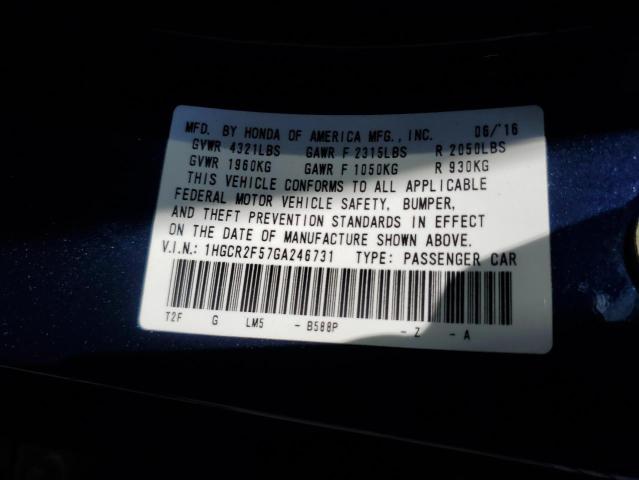 MFD. BY HONDA OF AMERICA MFG., INC. 06/'16
GVWR 4321LBS GAWR F 2315LBS R 2050LBS
GVWR 1960KG GAWR F 1050KG R 930KG
THIS VEHICLE CONFORMS TO ALL APPLICABLE
FEDERAL MOTOR VEHICLE SAFETY, BUMPER,
AND THEFT PREVENTION STANDARDS IN EFFECT
ON THE DATE OF MANUFACTURE SHOWN ABOVE.
V.I.N.: 1HGCR2F57GA246731 TYPE: PASSENGER CAR
T2F G LM5 - B588P - Z - A